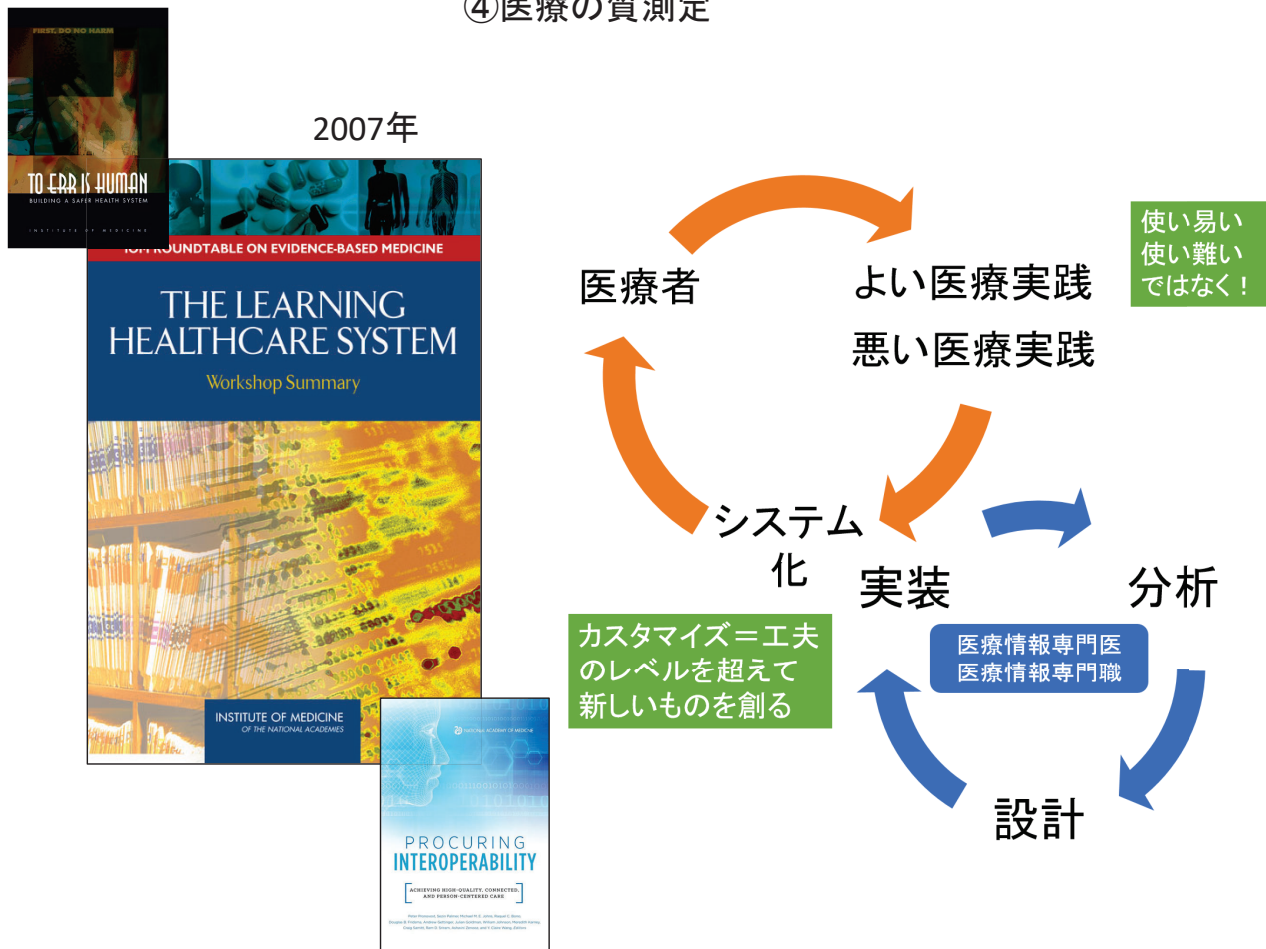 ④医療の質測定
FIRST, DO NO HARM
TO ERR IS HUMAN
BUILDING A SAFER HEALTH SYSTEM
INSTITUTE OF MEDICINE
2007年
IOM ROUNDTABLE ON EVIDENCE-BASED MEDICINE
THE LEARNING
HEALTHCARE SYSTEM
Workshop Summary
INSTITUTE OF MEDICINE
OF THE NATIONAL ACADEMIES
NATIONAL ACADEMY OF MEDICINE
PROCURING
INTEROPERABILITY
ACHIEVING HIGH-QUALITY, CONNECTED,
AND PERSON-CENTERED CARE
医療者
よい医療実践
悪い医療実践
使い易い
使い難い
ではなく！
システム
化
実装
分析
医療情報専門医
医療情報専門職
カスタマイズ＝工夫
のレベルを超えて
新しいものを創る
設計